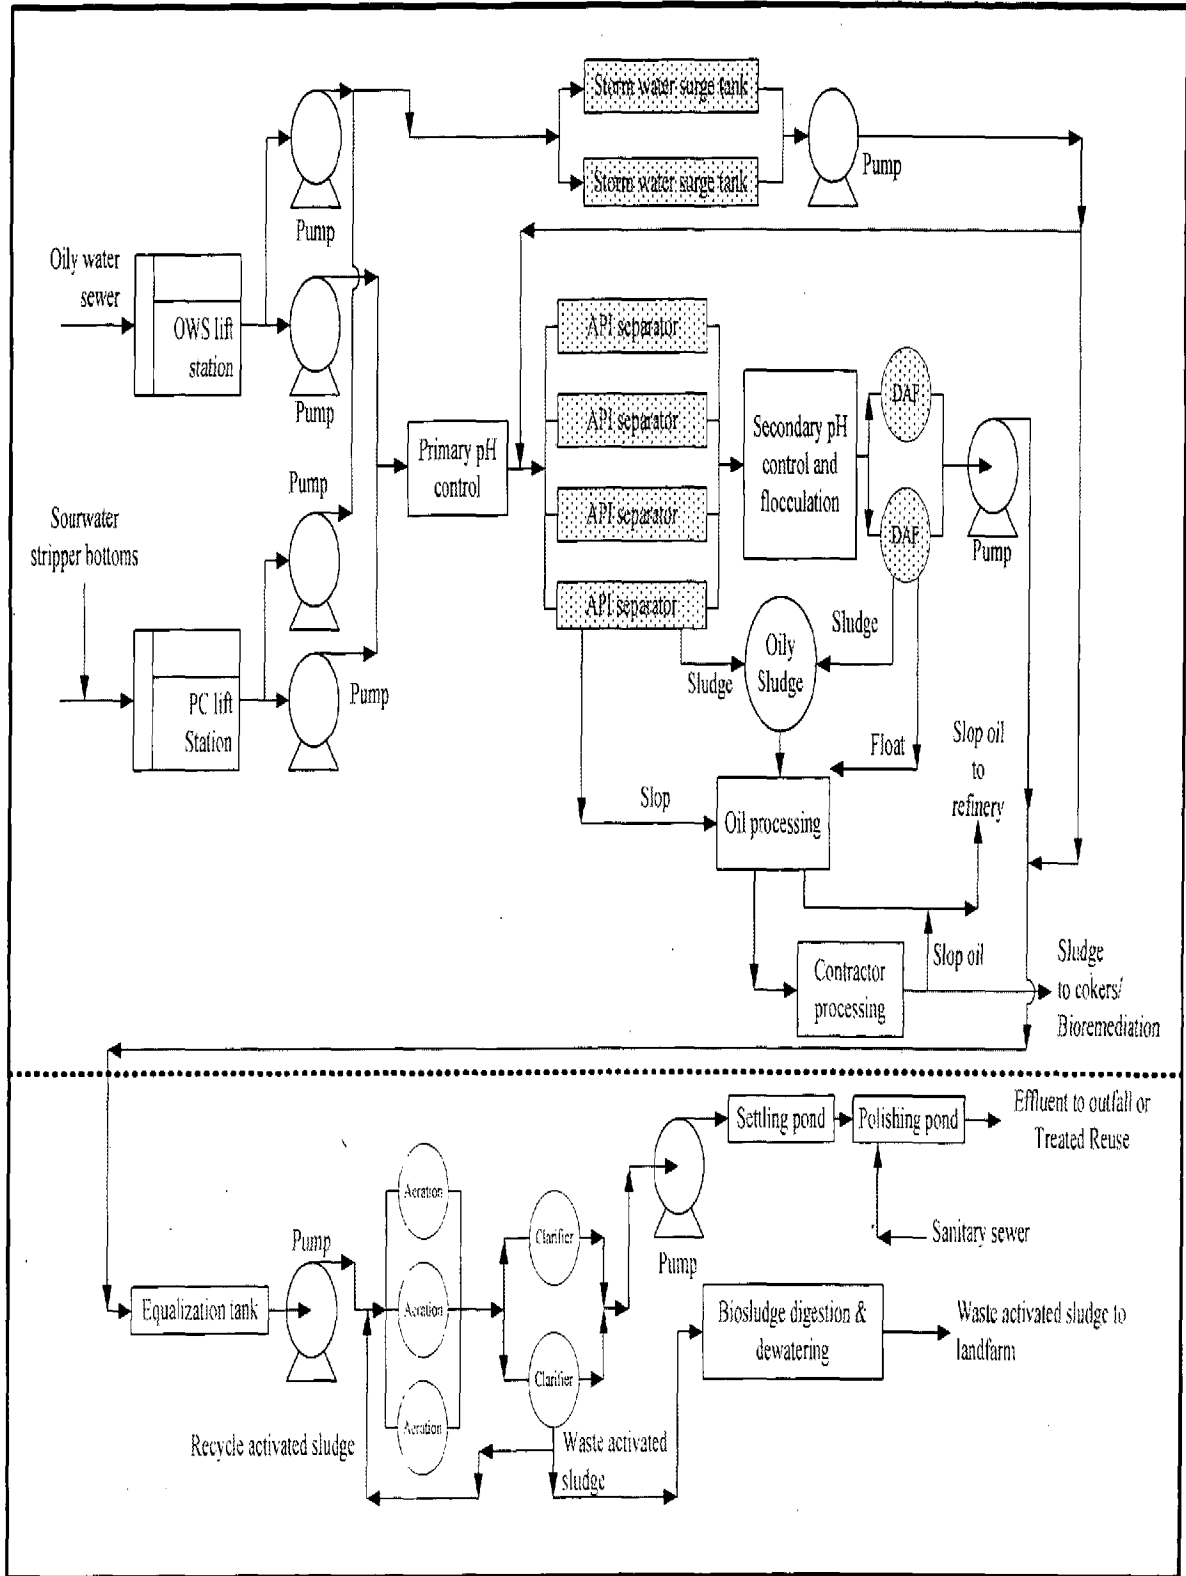 Storm water surge tank
Storm water surge tank
Pump
Pump
Oily water
sewer
OWS lift
station
Pump
API separator
API separator
API separator
API separator
Primary pH
control
Secondary pH
control and
flocculation
DAF
DAF
Pump
Pump
Sourwater
stripper bottoms
PC lift
Station
Pump
Sludge
Oily
Sludge
Sludge
Float
Slop oil
to
refinery
Slop
Oil processing
Slop oil
Contractor
processing
Sludge
to cokers/
Bioremediation
Settling pond
Polishing pond
Effluent to outfall or
Treated Reuse
Sanitary sewer
Pump
Aeration
Aeration
Aeration
Clarifier
Clarifier
Pump
Equalization tank
Biosludge digestion &
dewatering
Waste activated sludge to
landfarm
Recycle activated sludge
Waste activated
sludge